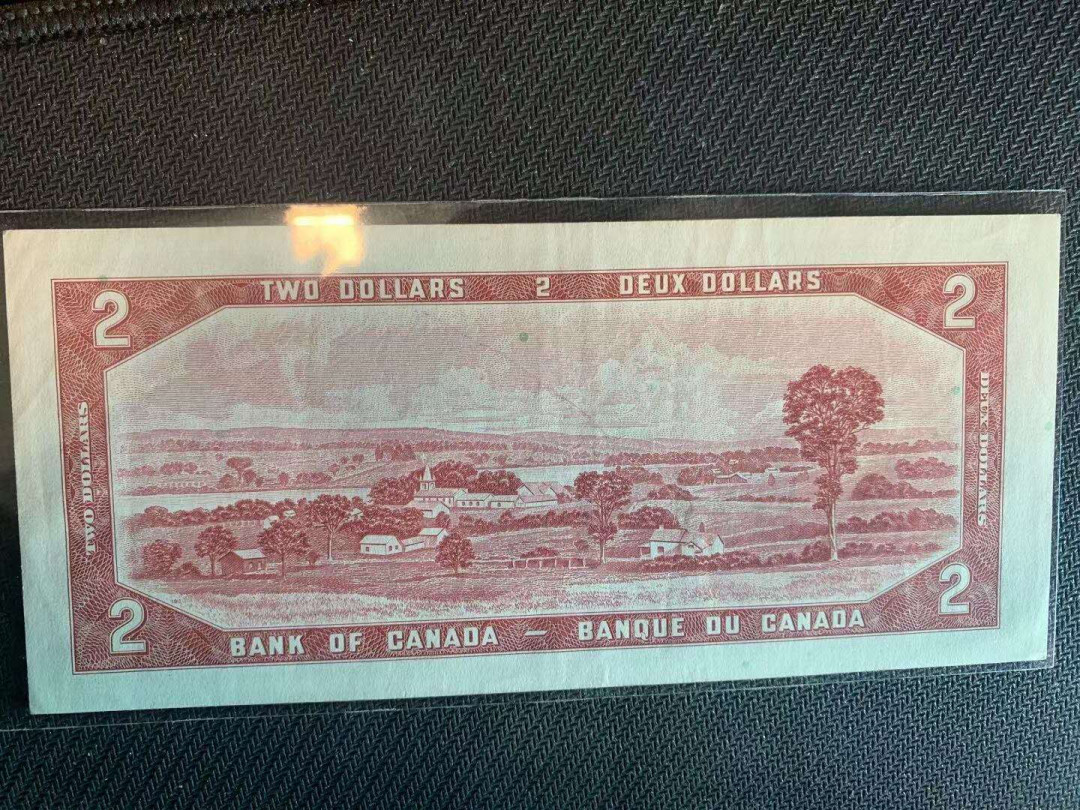 2 TWO DOLLARS 2 DEUX DOLLARS 2
TWO DOLLARS
DEUX DOLLARS
2 BANK OF CANADA — BANQUE DU CANADA 2